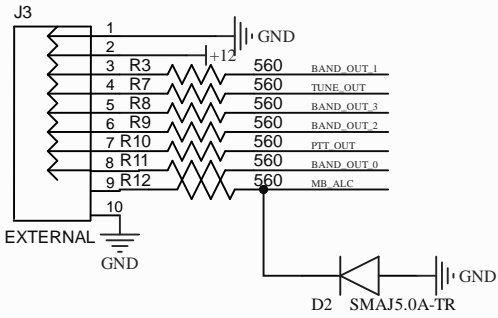 J3
1
GND
2
+12
3 R3 560 BAND_OUT_1
4 R7 560 TUNE_OUT
5 R8 560 BAND_OUT_3
6 R9 560 BAND_OUT_2
7 R10 560 PTT_OUT
8 R11 560 BAND_OUT_0
9 R12 560 MB_ALC
10
EXTERNAL
GND
GND
D2 SMAJ5.0A-TR